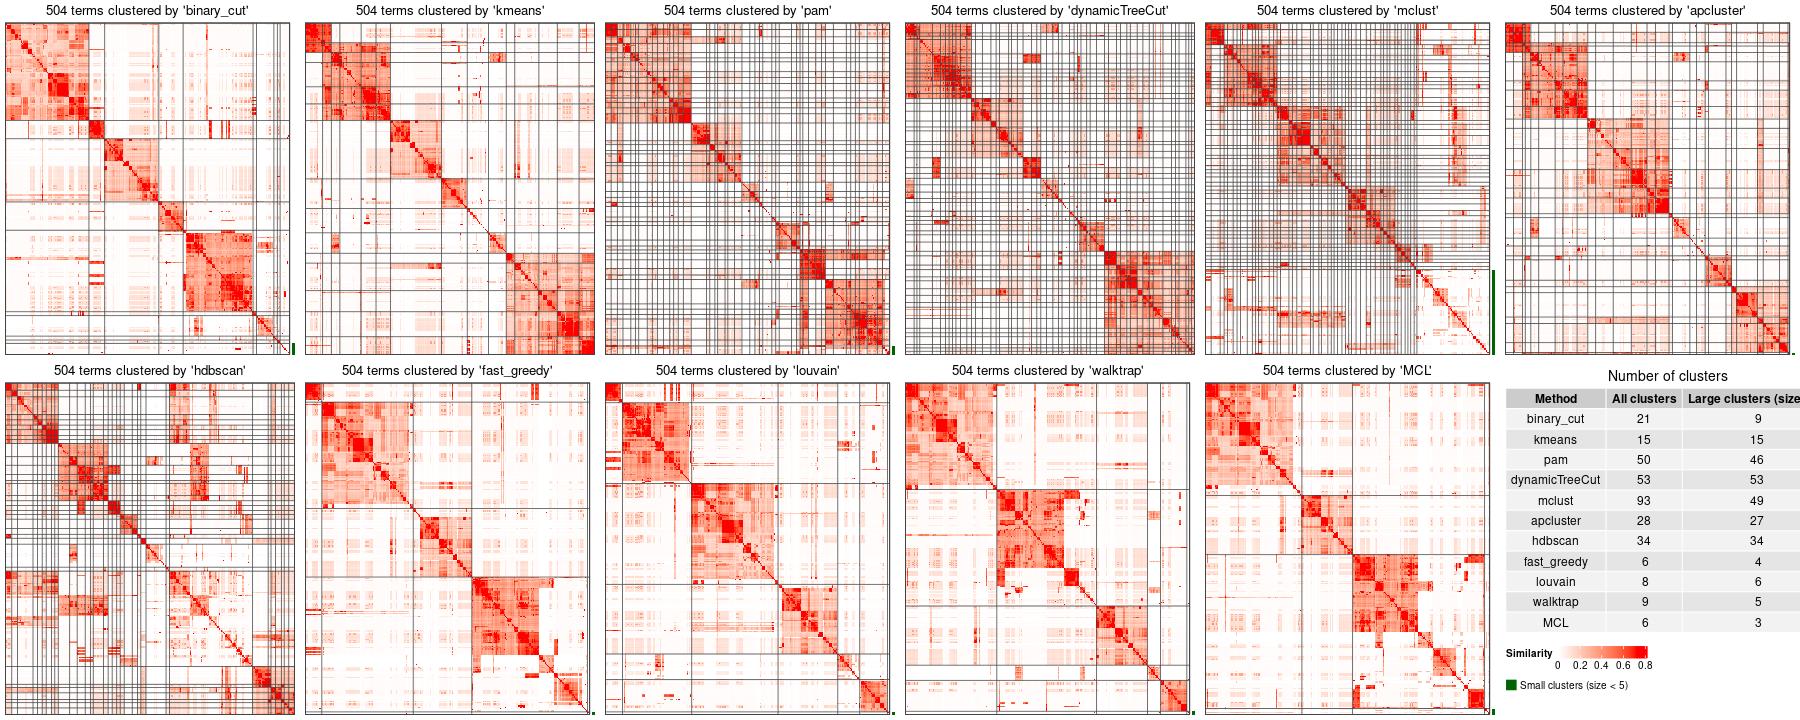 504 terms clustered by 'binary_cut'
504 terms clustered by 'kmeans'
504 terms clustered by 'pam'
504 terms clustered by 'dynamicTreeCut'
504 terms clustered by 'mclust'
504 terms clustered by 'apcluster'
504 terms clustered by 'hdbscan'
504 terms clustered by 'fast_greedy'
504 terms clustered by 'louvain'
504 terms clustered by 'walktrap'
504 terms clustered by 'MCL'
Number of clusters
Method All clusters Large clusters (size
binary_cut 21 9
kmeans 15 15
pam 50 46
dynamicTreeCut 53 53
mclust 93 49
apcluster 28 27
hdbscan 34 34
fast_greedy 6 4
louvain 8 6
walktrap 9 5
MCL 6 3
Similarity
0 0.2 0.4 0.6 0.8
Small clusters (size < 5)